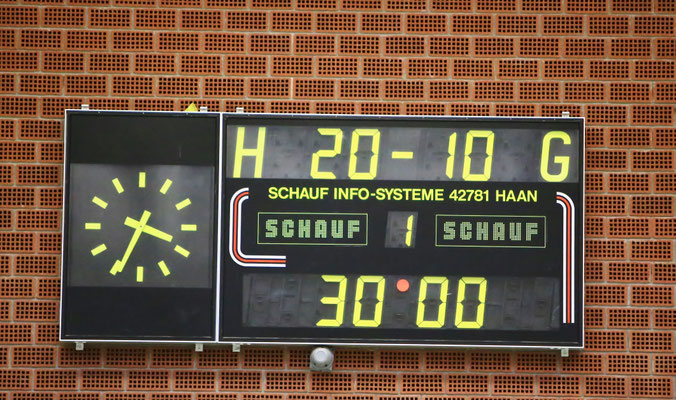 H 20-10 G
SCHAUF INFO-SYSTEME 42781 HAAN
SCHAUF 1 SCHAUF
30:00